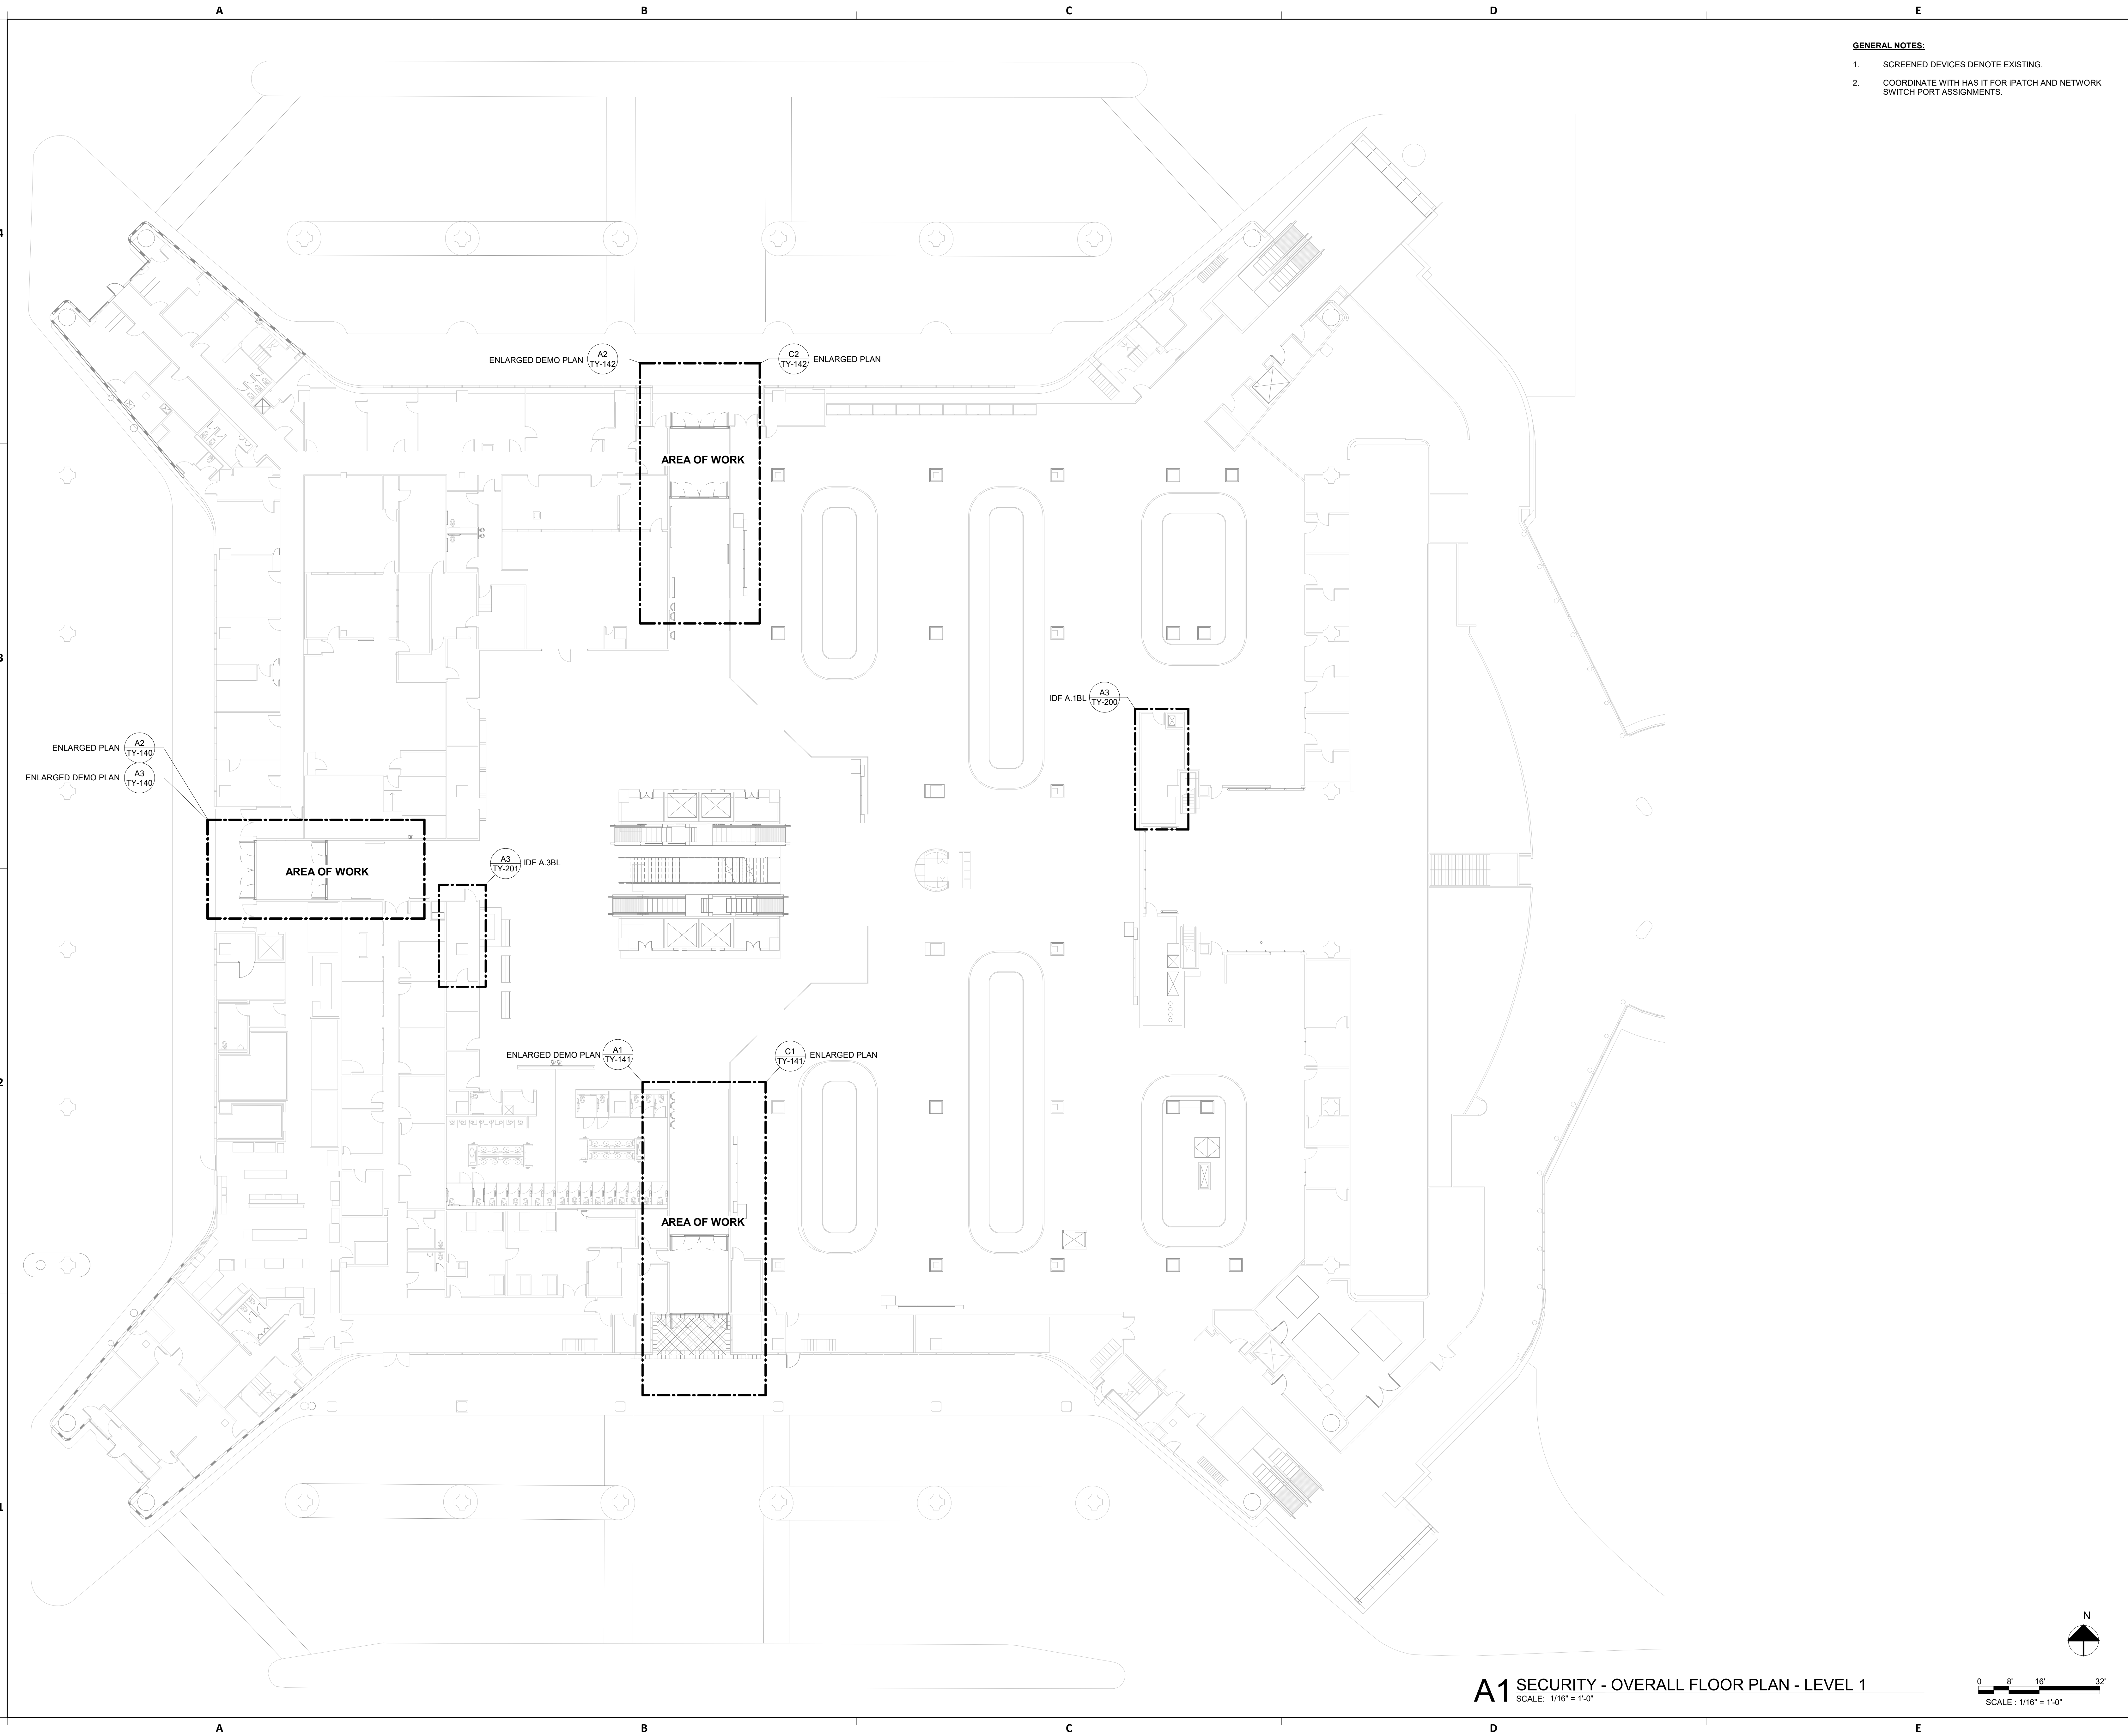 A B C D E
GENERAL NOTES:
1. SCREENED DEVICES DENOTE EXISTING.
2. COORDINATE WITH HAS IT FOR iPATCH AND NETWORK
SWITCH PORT ASSIGNMENTS.
4
ENLARGED DEMO PLAN
A2
TY-142
C2
TY-142
ENLARGED PLAN
AREA OF WORK
3
IDF A.1BL
A3
TY-200
ENLARGED PLAN
A2
TY-140
ENLARGED DEMO PLAN
A3
TY-140
AREA OF WORK
A3
TY-201
IDF A.3BL
2
ENLARGED DEMO PLAN
A1
TY-141
C1
TY-141
ENLARGED PLAN
AREA OF WORK
1
N
A1 SECURITY - OVERALL FLOOR PLAN - LEVEL 1
SCALE: 1/16" = 1'-0"
0 8' 16' 32'
SCALE : 1/16" = 1'-0"
A B C D E